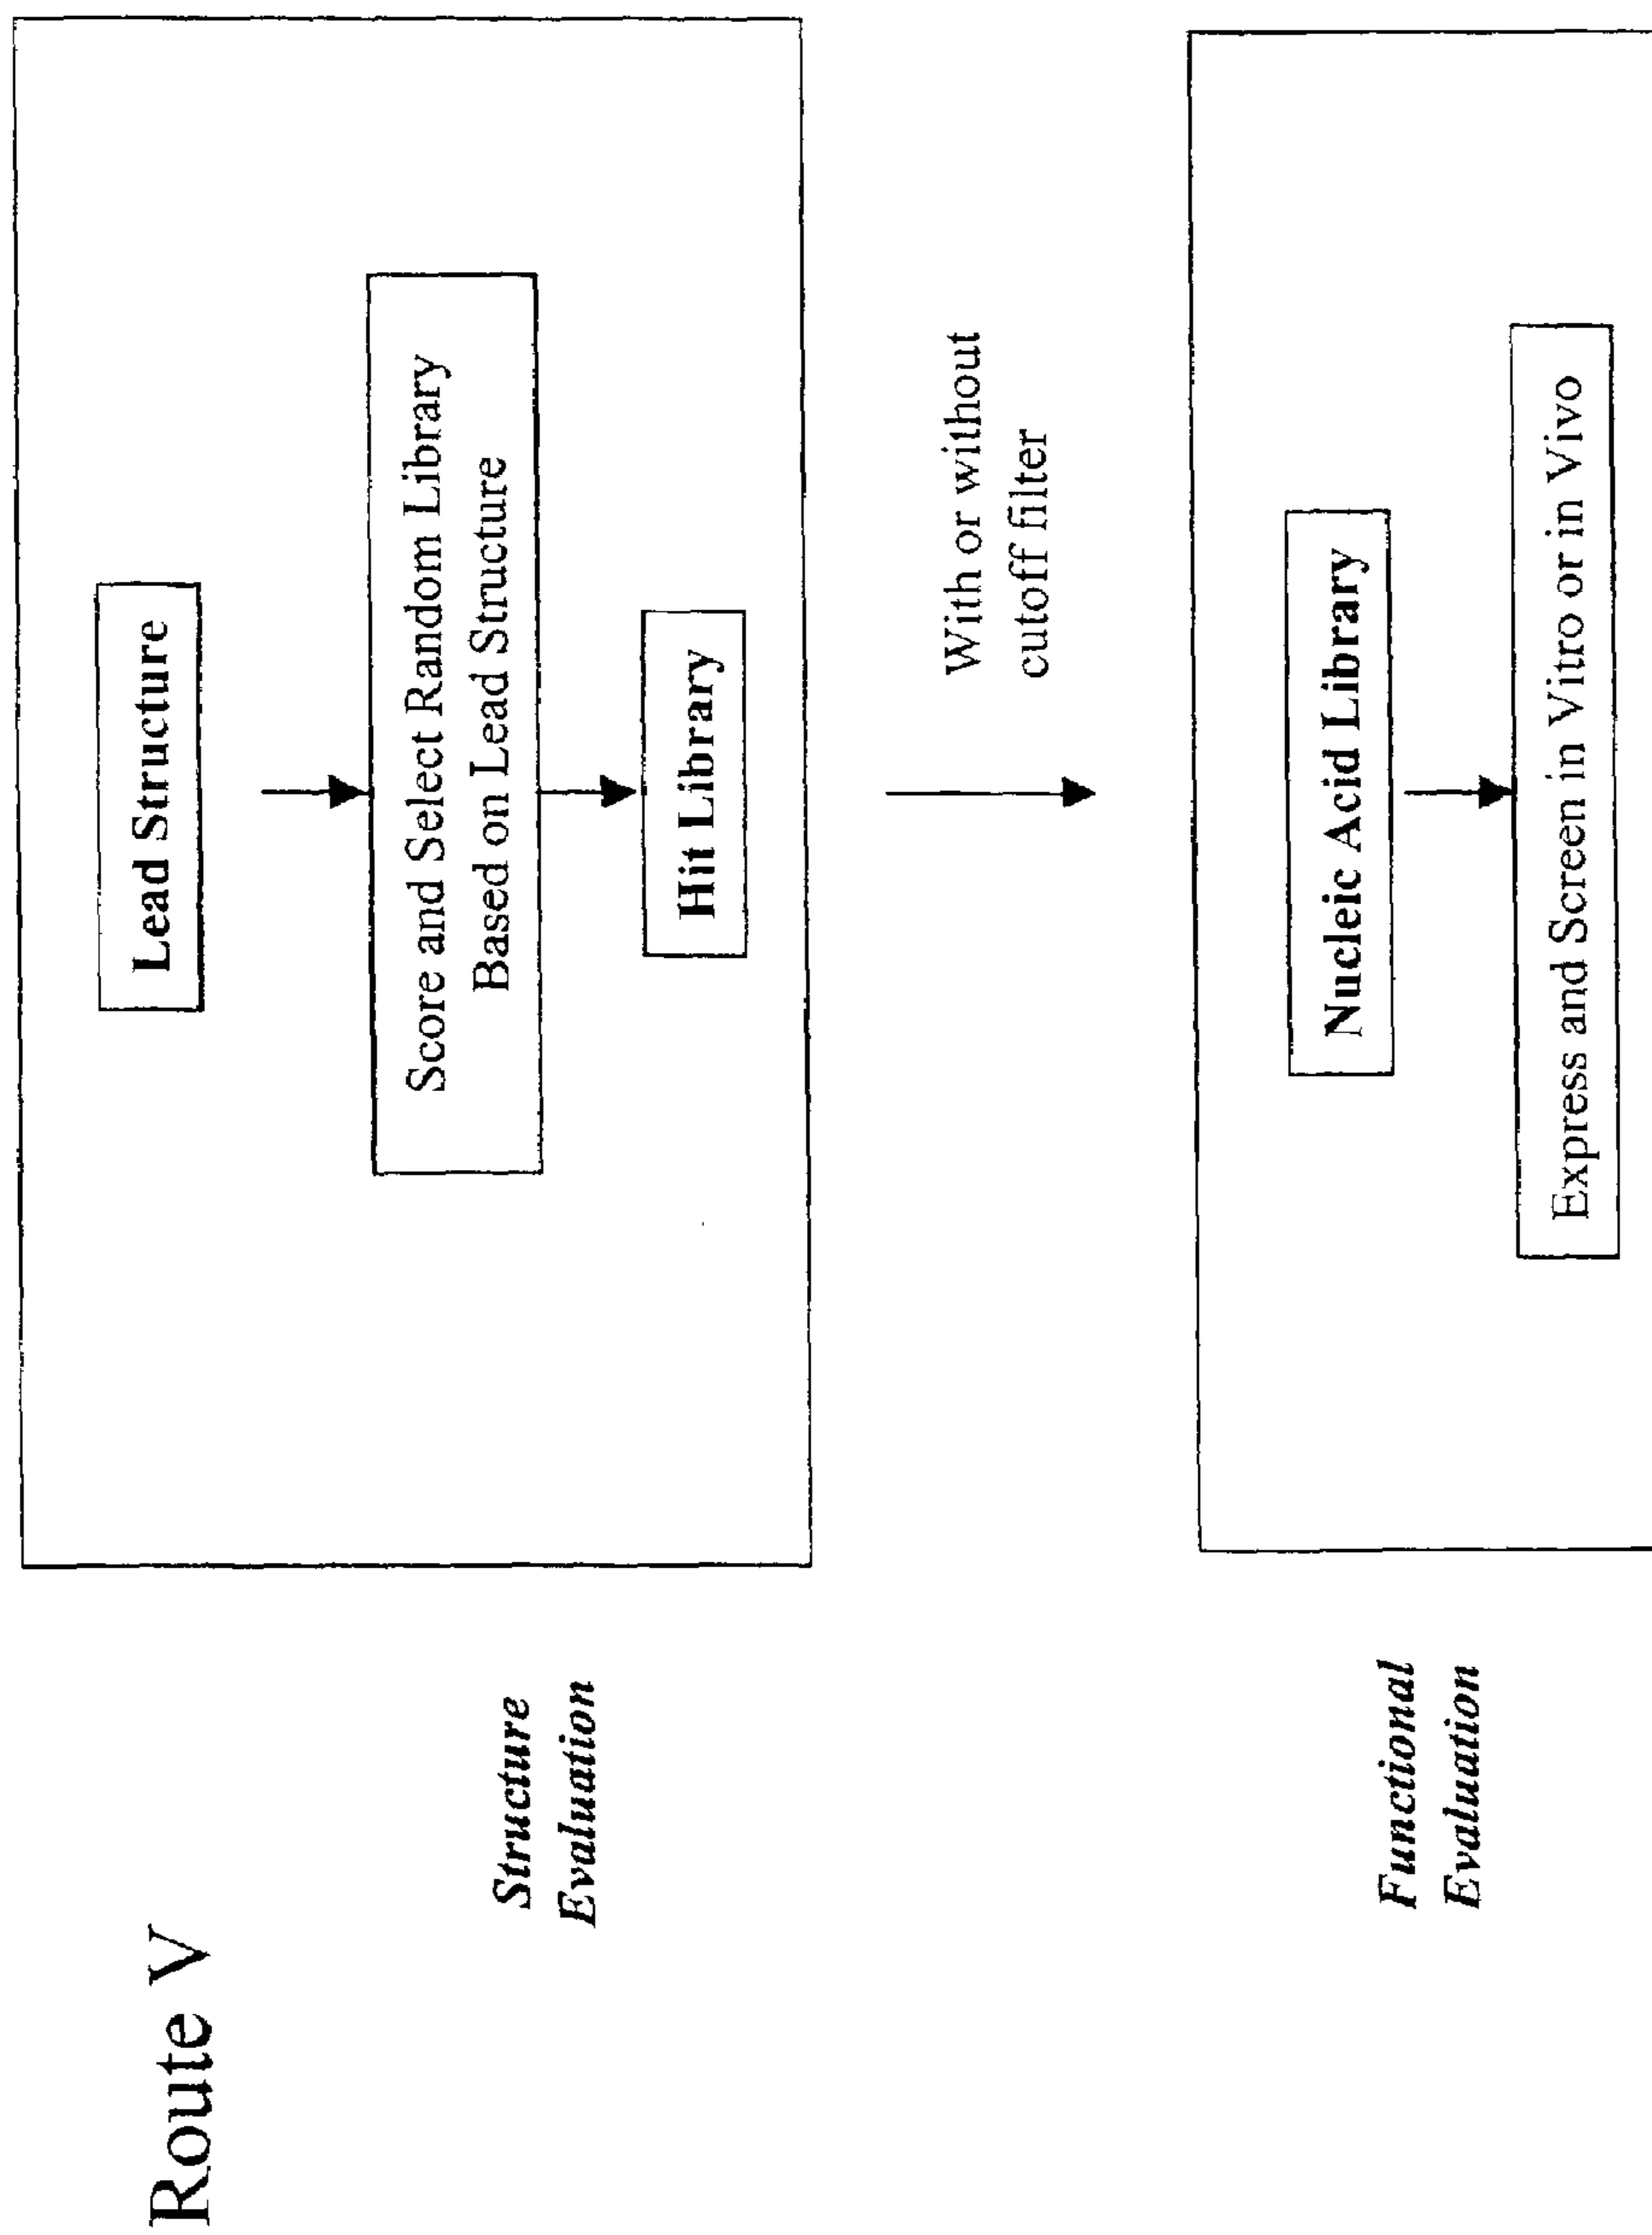 Route V
Structure
Evaluation
Lead Structure
Score and Select Random Library
Based on Lead Structure
Hit Library
With or without
cutoff filter
Functional
Evaluation
Nucleic Acid Library
Express and Screen in Vitro or in Vivo